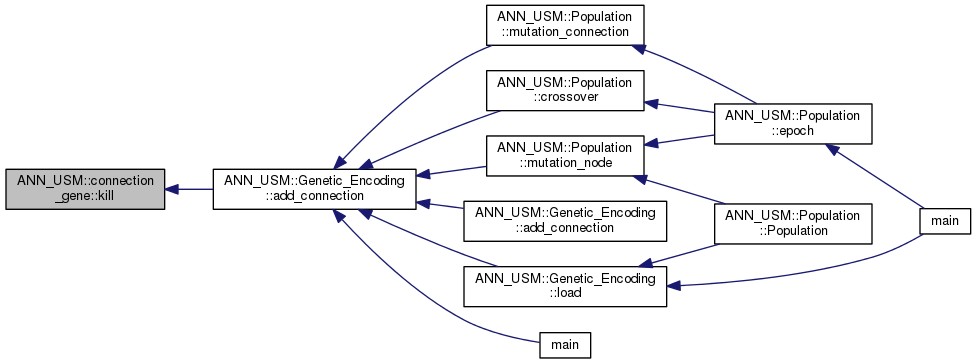 ANN_USM::connection
_gene::kill
ANN_USM::Genetic_Encoding
::add_connection
ANN_USM::Population
::mutation_connection
ANN_USM::Population
::crossover
ANN_USM::Population
::mutation_node
ANN_USM::Genetic_Encoding
::add_connection
ANN_USM::Genetic_Encoding
::load
main
ANN_USM::Population
::epoch
ANN_USM::Population
::Population
main